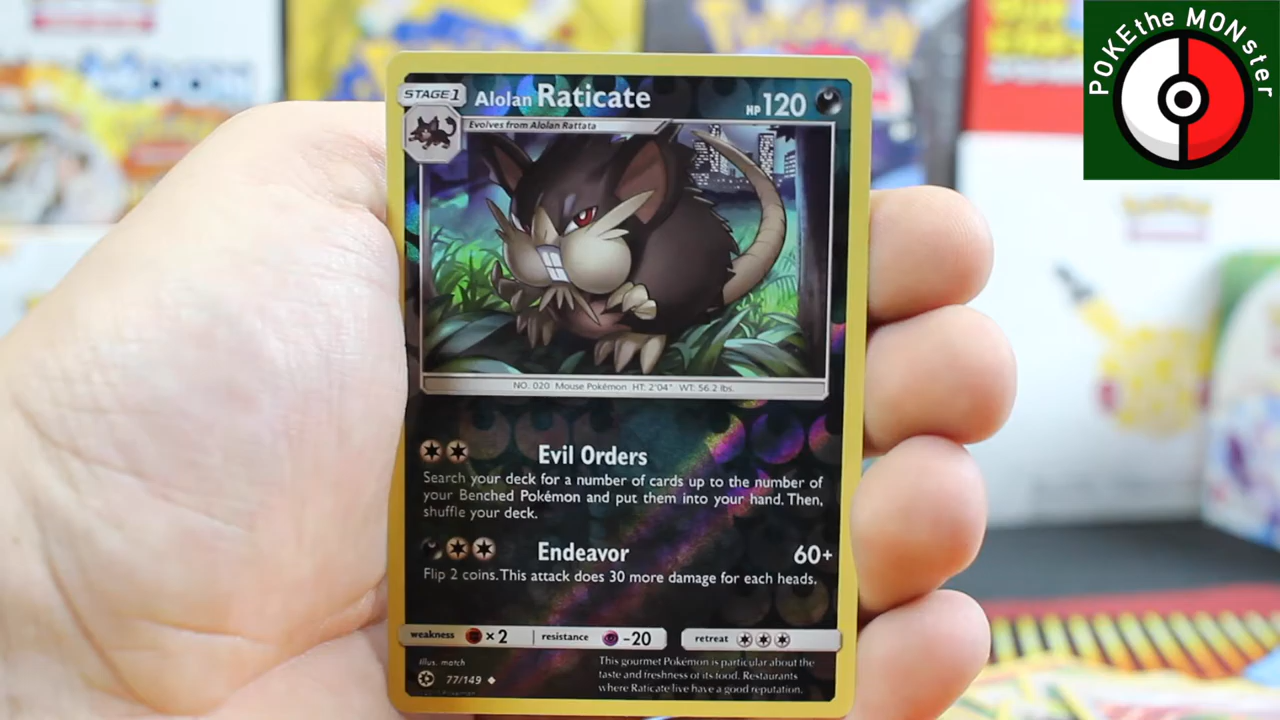 POKEthe MONster
STAGE 1
Alolan Raticate
HP 120
Evolves from Alolan Rattata
NO. 020 Mouse Pokémon HT: 2'04" WT: 56.2 lbs.
Evil Orders
Search your deck for a number of cards up to the number of
your Benched Pokémon and put them into your hand. Then,
shuffle your deck.
Endeavor 60+
Flip 2 coins. This attack does 30 more damage for each heads.
weakness ×2 resistance -20 retreat
Illus. match
77/149
This gourmet Pokémon is particular about the
taste and freshness of its food. Restaurants
where Raticate live have a good reputation.